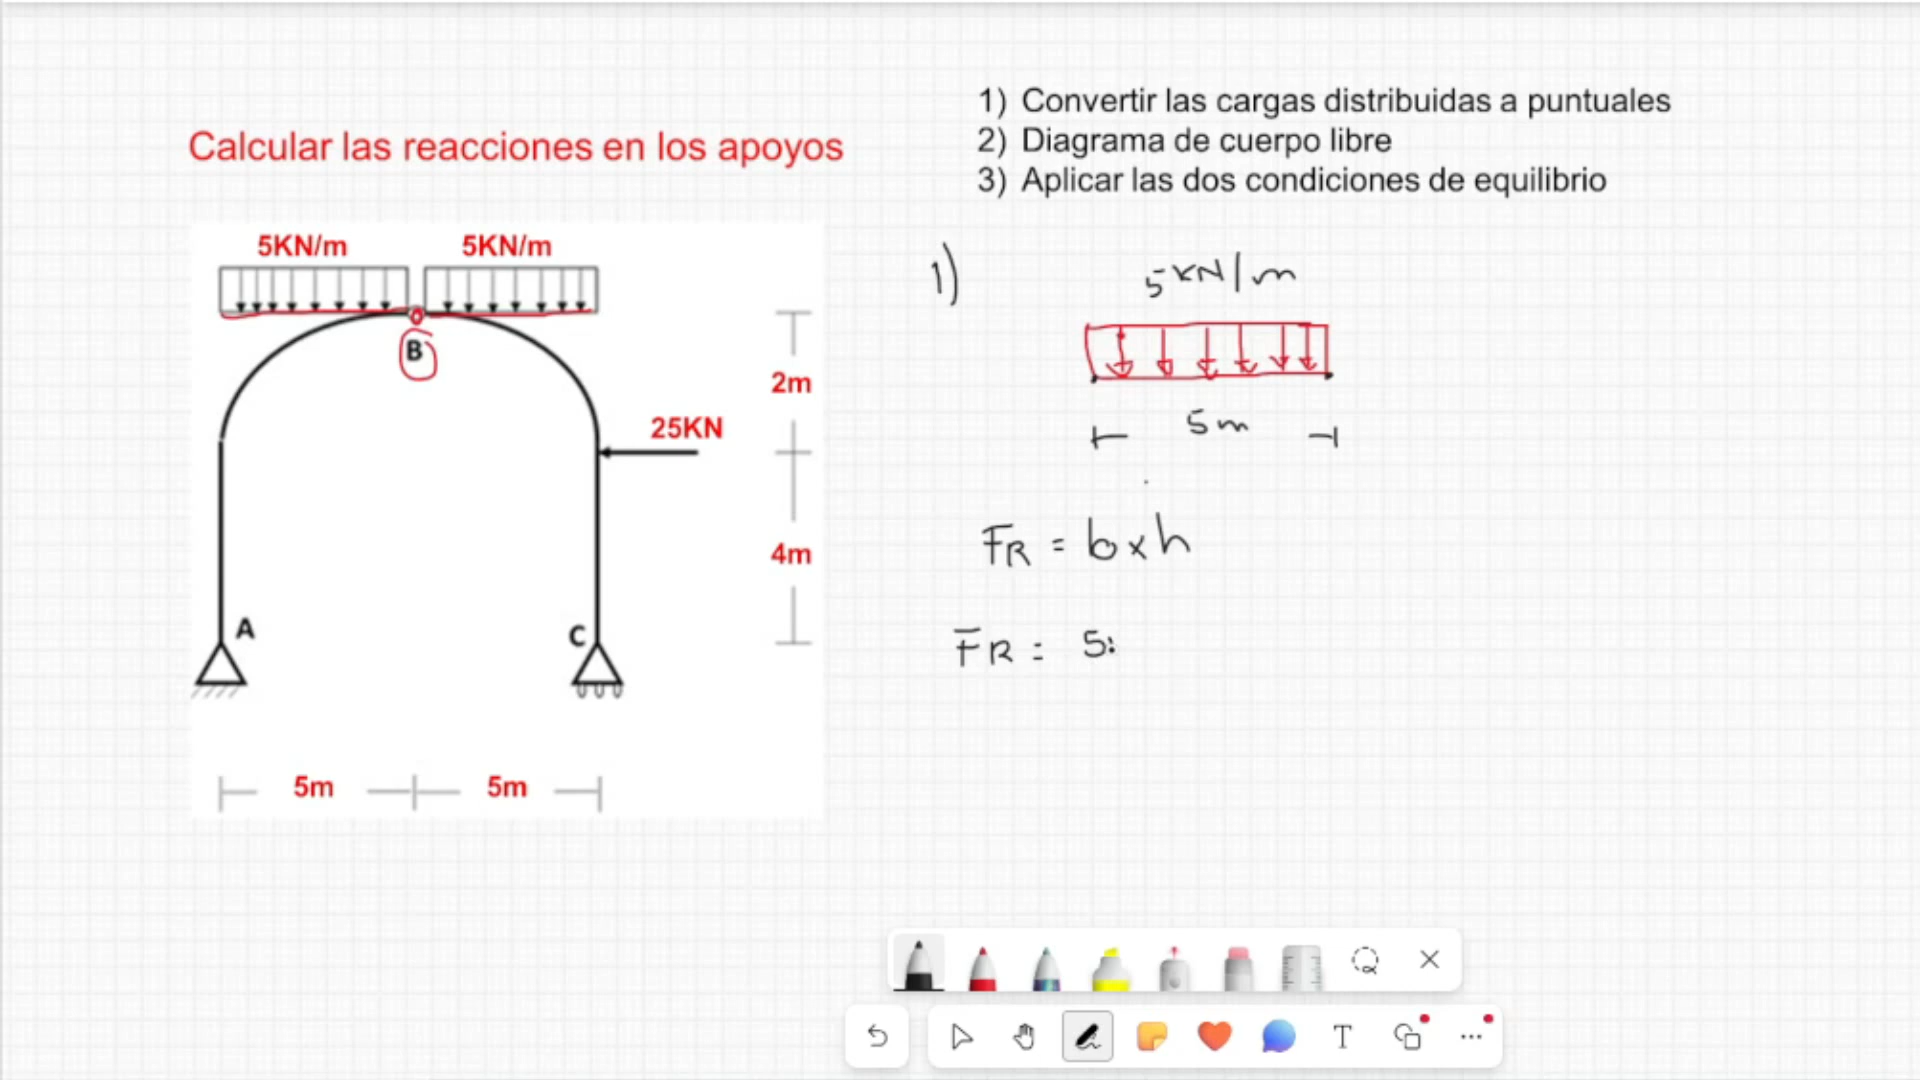 Calcular las reacciones en los apoyos
5KN/m 5KN/m
B
2m
25KN
4m
A
C
5m 5m
1) Convertir las cargas distribuidas a puntuales
2) Diagrama de cuerpo libre
3) Aplicar las dos condiciones de equilibrio
1)
5KN/m
5m
FR = b x h
FR = 5:
T